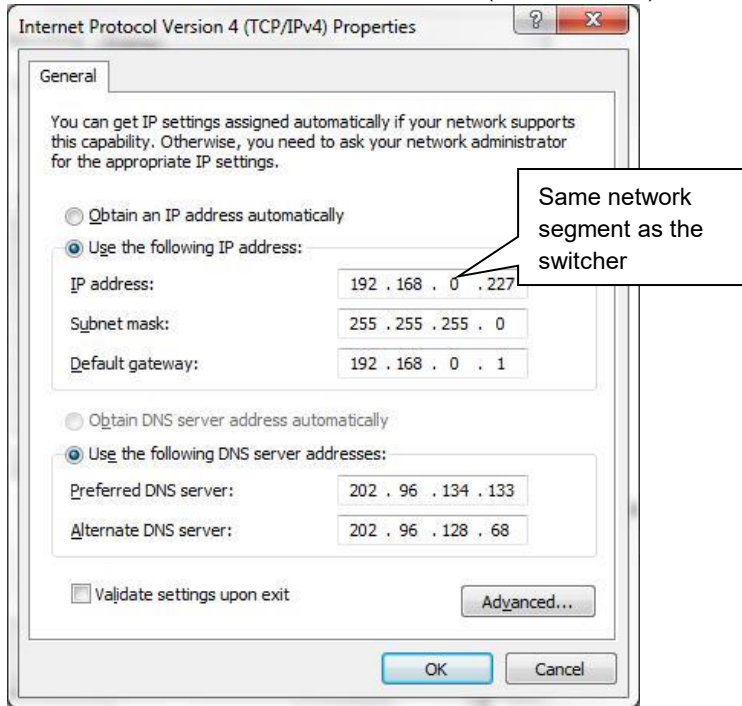 Internet Protocol Version 4 (TCP/IPv4) Properties
General
You can get IP settings assigned automatically if your network supports
this capability. Otherwise, you need to ask your network administrator
for the appropriate IP settings.
Obtain an IP address automatically
Use the following IP address:
IP address: 192 . 168 . 0 . 227
Subnet mask: 255 . 255 . 255 . 0
Default gateway: 192 . 168 . 0 . 1
Same network
segment as the
switcher
Obtain DNS server address automatically
Use the following DNS server addresses:
Preferred DNS server: 202 . 96 . 134 . 133
Alternate DNS server: 202 . 96 . 128 . 68
Validate settings upon exit
Advanced...
OK Cancel